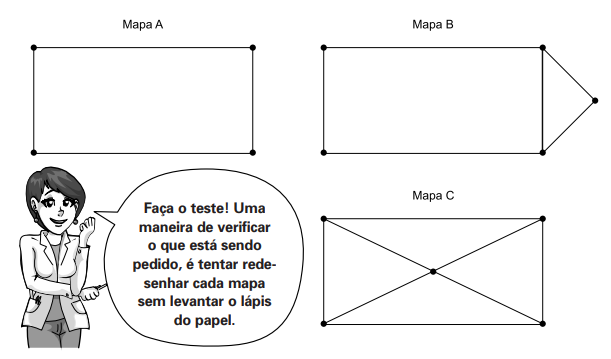 Mapa A
Mapa B
Faça o teste! Uma
maneira de verificar
o que está sendo
pedido, é tentar rede-
senhar cada mapa
sem levantar o lápis
do papel.
Mapa C